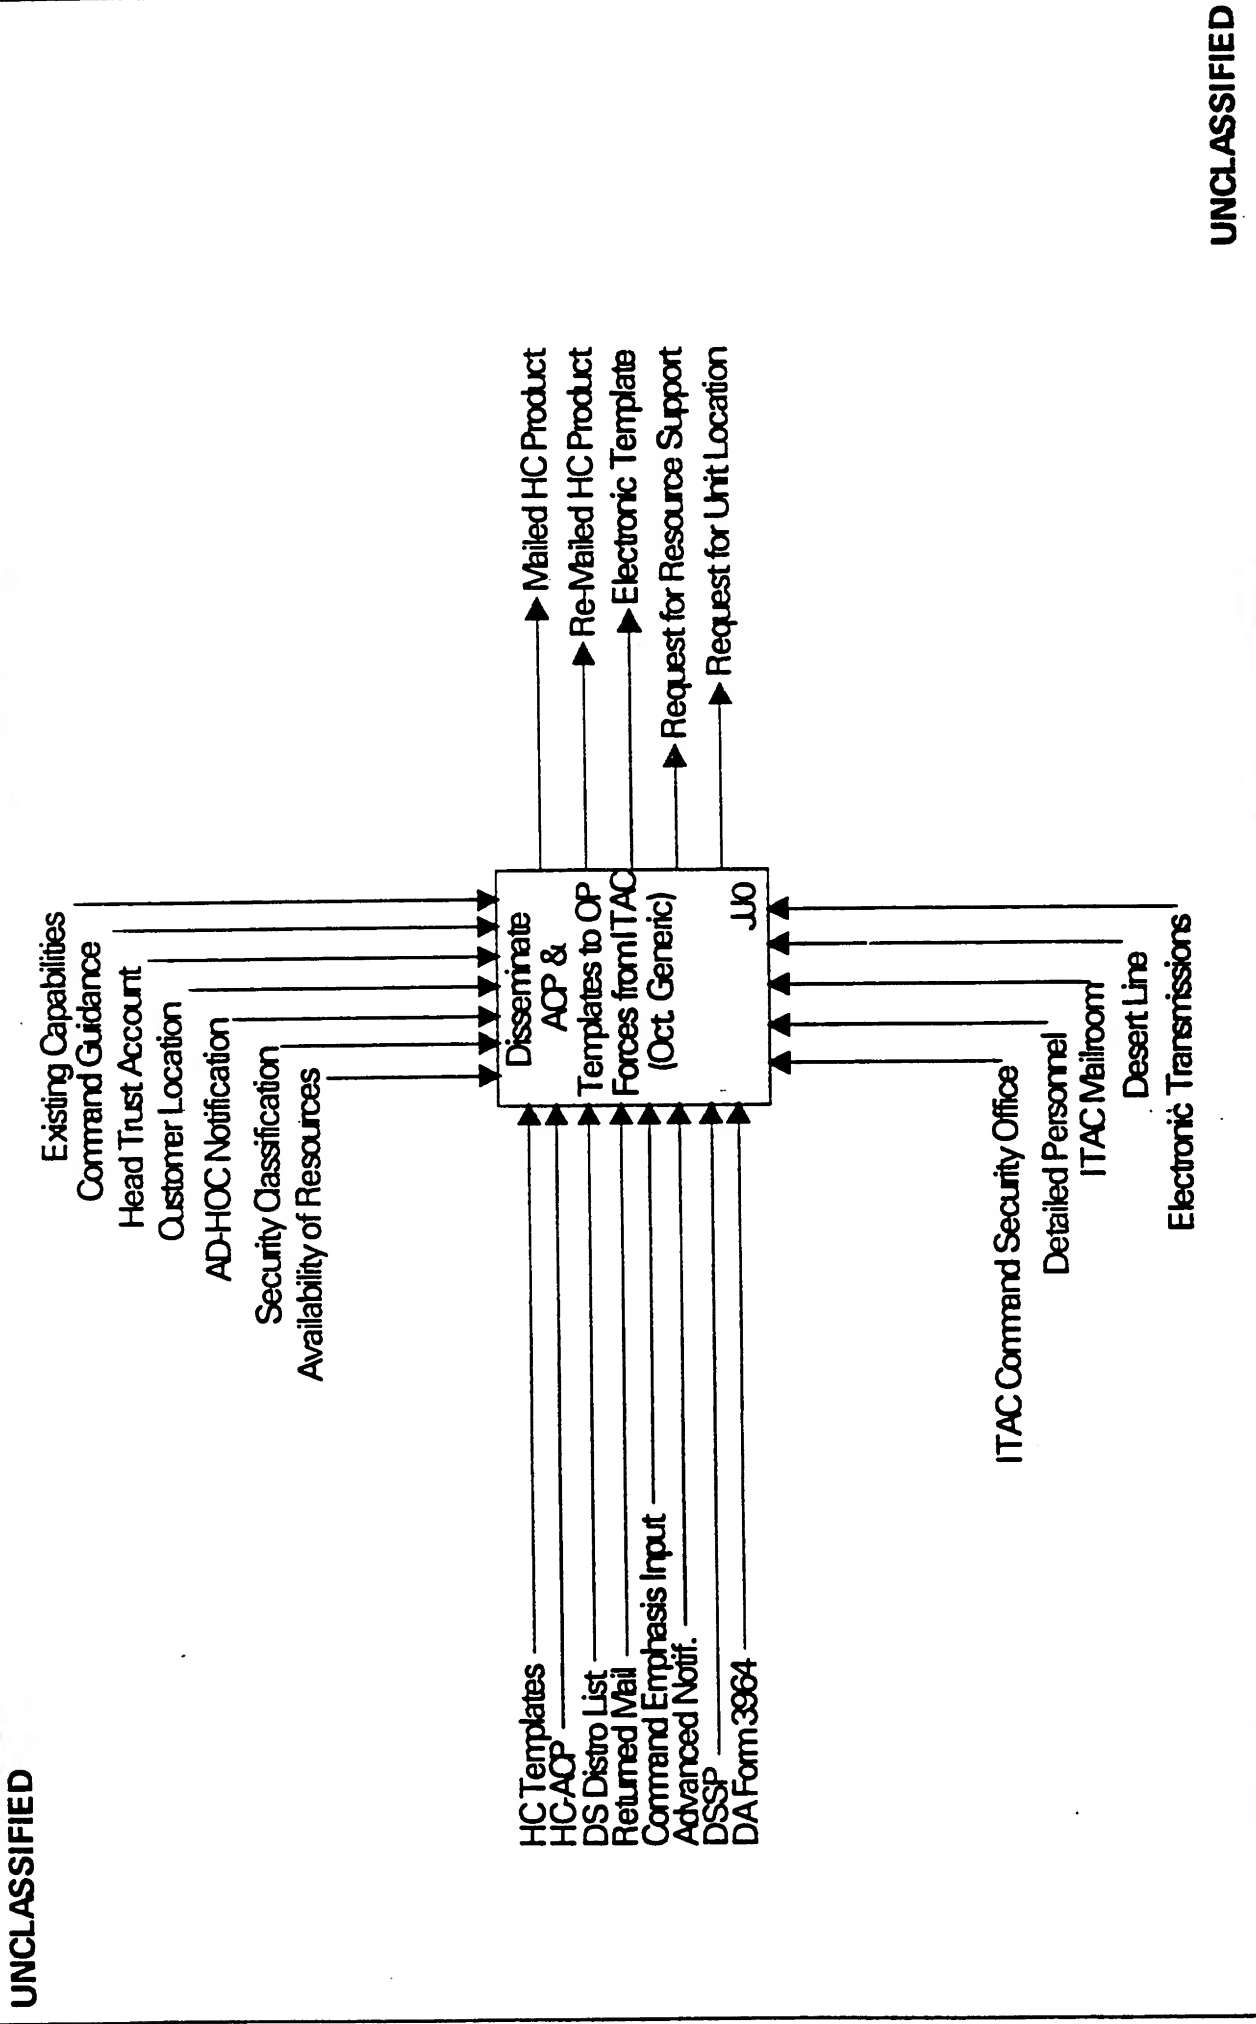 UNCLASSIFIED
Existing Capabilities
Command Guidance
Head Trust Account
Customer Location
AD-HOC Notification
Security Classification
Availability of Resources
HC Templates
HC-AOP
DS Distro List
Returned Mail
Command Emphasis Input
Advanced Notif.
DSSP
DA Form 3964
Disseminate
AOP &
Templates to OP
Forces from ITAC
(Oct. Generic)
JJ0
Mailed HC Product
Re-Mailed HC Product
Electronic Template
Request for Resource Support
Request for Unit Location
ITAC Command Security Office
Detailed Personnel
ITAC Mailroom
Desert Line
Electronic Transmissions
UNCLASSIFIED